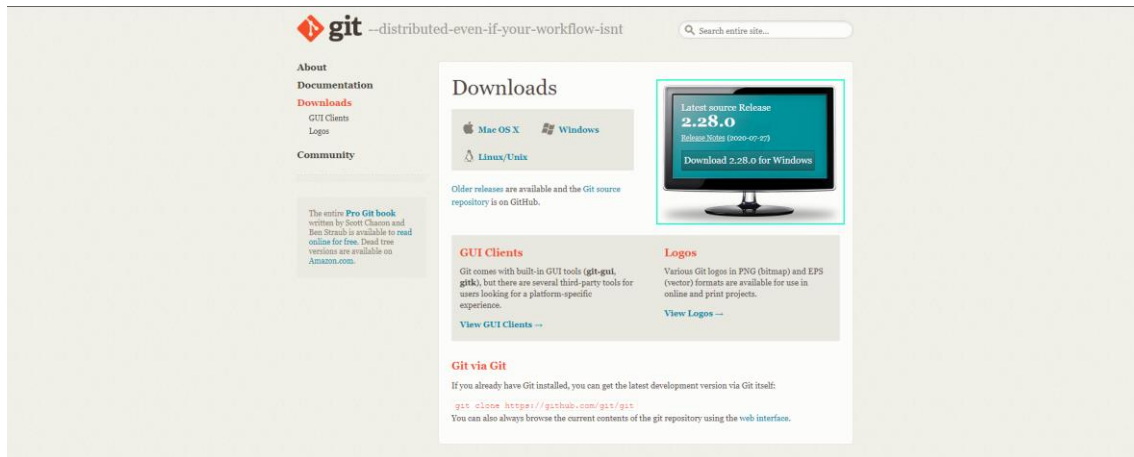 git --distributed-even-if-your-workflow-isnt
Search entire site...
About
Documentation
Downloads
GUI Clients
Logos
Community
The entire Pro Git book
written by Scott Chacon and
Ben Straub is available to read
online for free. Dead tree
versions are available on
Amazon.com.
Downloads
Mac OS X
Windows
Linux/Unix
Older releases are available and the Git source
repository is on GitHub.
Latest source Release
2.28.0
Release Notes (2020-07-27)
Download 2.28.0 for Windows
GUI Clients
Git comes with built-in GUI tools (git-gui,
gitk), but there are several third-party tools for
users looking for a platform-specific
experience.
View GUI Clients →
Logos
Various Git logos in PNG (bitmap) and EPS
(vector) formats are available for use in
online and print projects.
View Logos →
Git via Git
If you already have Git installed, you can get the latest development version via Git itself:
git clone https://github.com/git/git
You can also always browse the current contents of the git repository using the web interface.